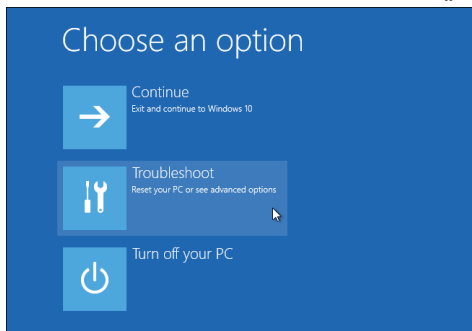 Choose an option
Continue
Exit and continue to Windows 10
Troubleshoot
Reset your PC or see advanced options
Turn off your PC